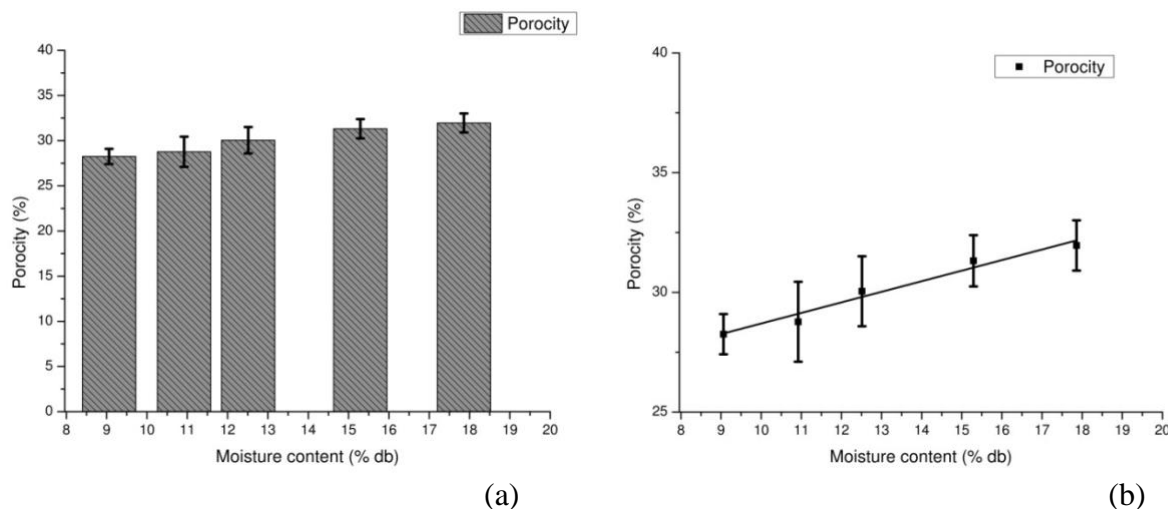 Porocity
40
35
30
25
20
15
10
5
0
Porocity (%)
8 9 10 11 12 13 14 15 16 17 18 19 20
Moisture content (% db)
(a)
Porocity
40
35
30
25
Porocity (%)
8 9 10 11 12 13 14 15 16 17 18 19 20
Moisture content (% db)
(b)